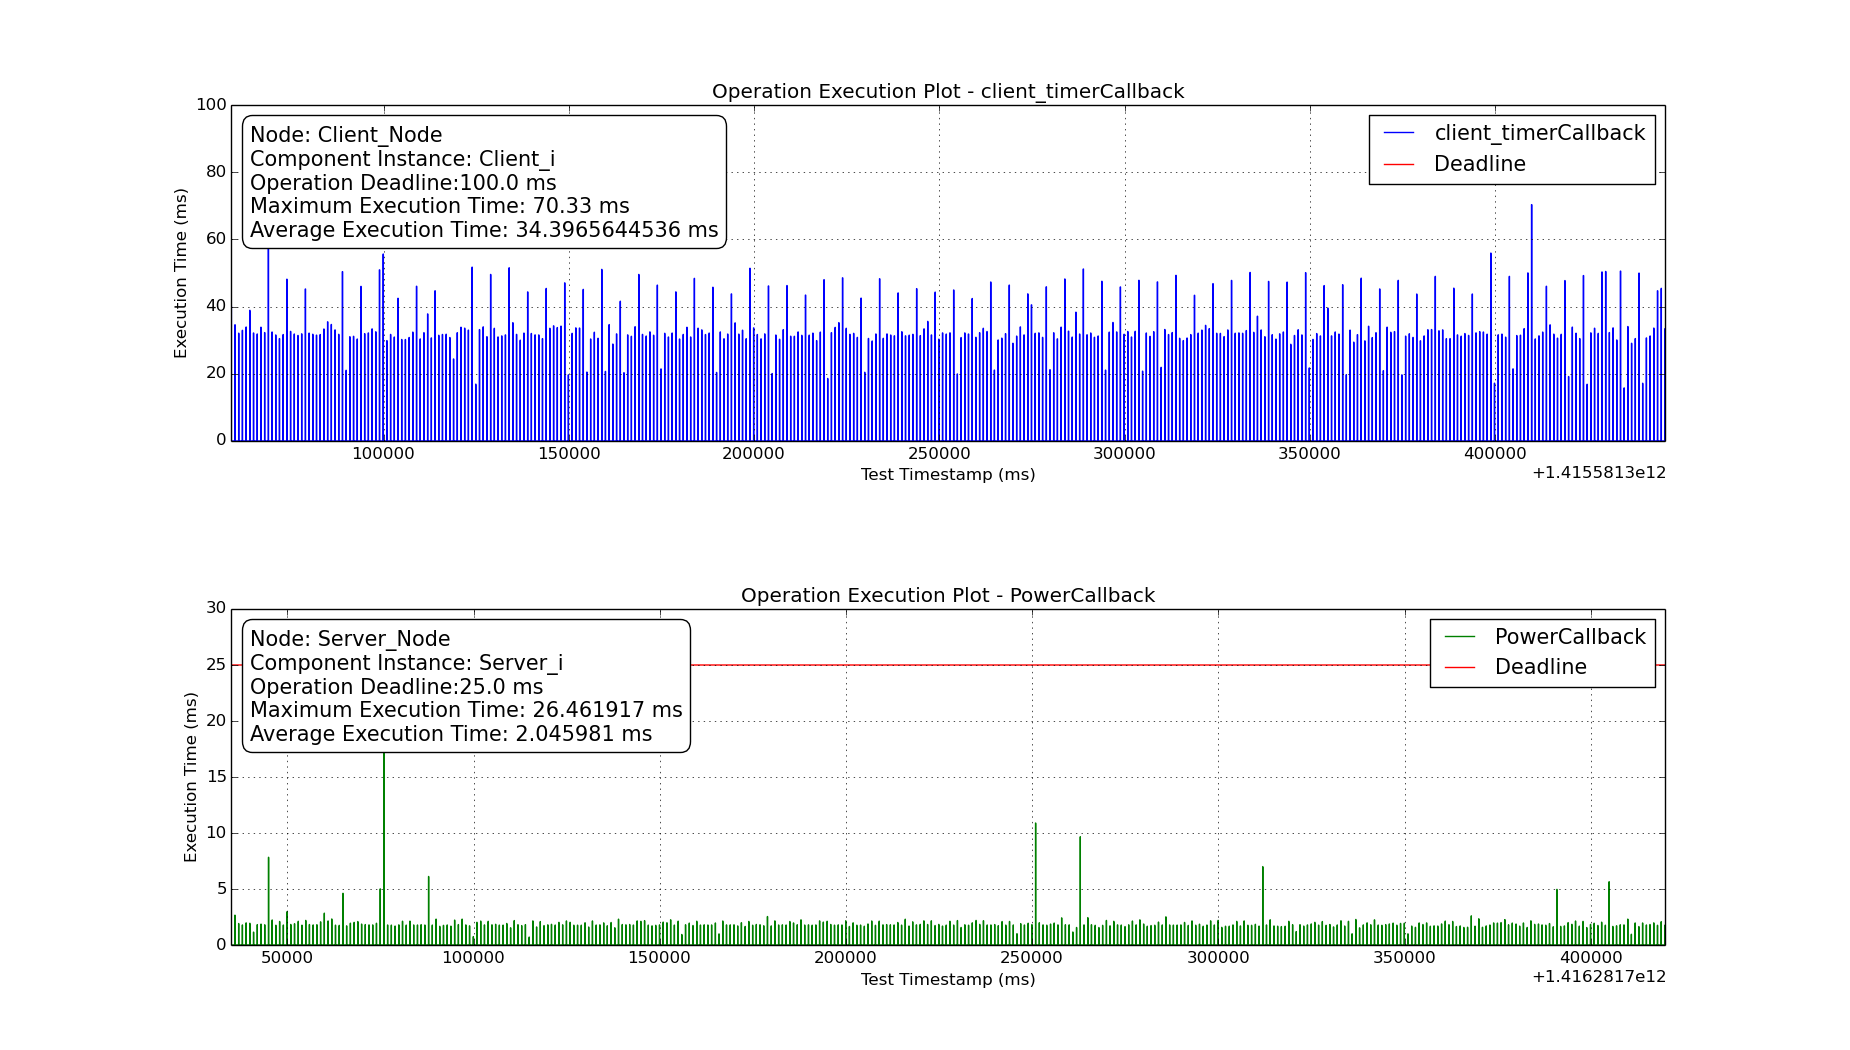 Operation Execution Plot - client_timerCallback
100
80
60
40
20
0
Execution Time (ms)
Node: Client_Node
Component Instance: Client_i
Operation Deadline:100.0 ms
Maximum Execution Time: 70.33 ms
Average Execution Time: 34.3965644536 ms
client_timerCallback
Deadline
100000 150000 200000 250000 300000 350000 400000
Test Timestamp (ms)
+1.4155813e12
Operation Execution Plot - PowerCallback
30
25
20
15
10
5
0
Execution Time (ms)
Node: Server_Node
Component Instance: Server_i
Operation Deadline:25.0 ms
Maximum Execution Time: 26.461917 ms
Average Execution Time: 2.045981 ms
PowerCallback
Deadline
50000 100000 150000 200000 250000 300000 350000 400000
Test Timestamp (ms)
+1.4162817e12